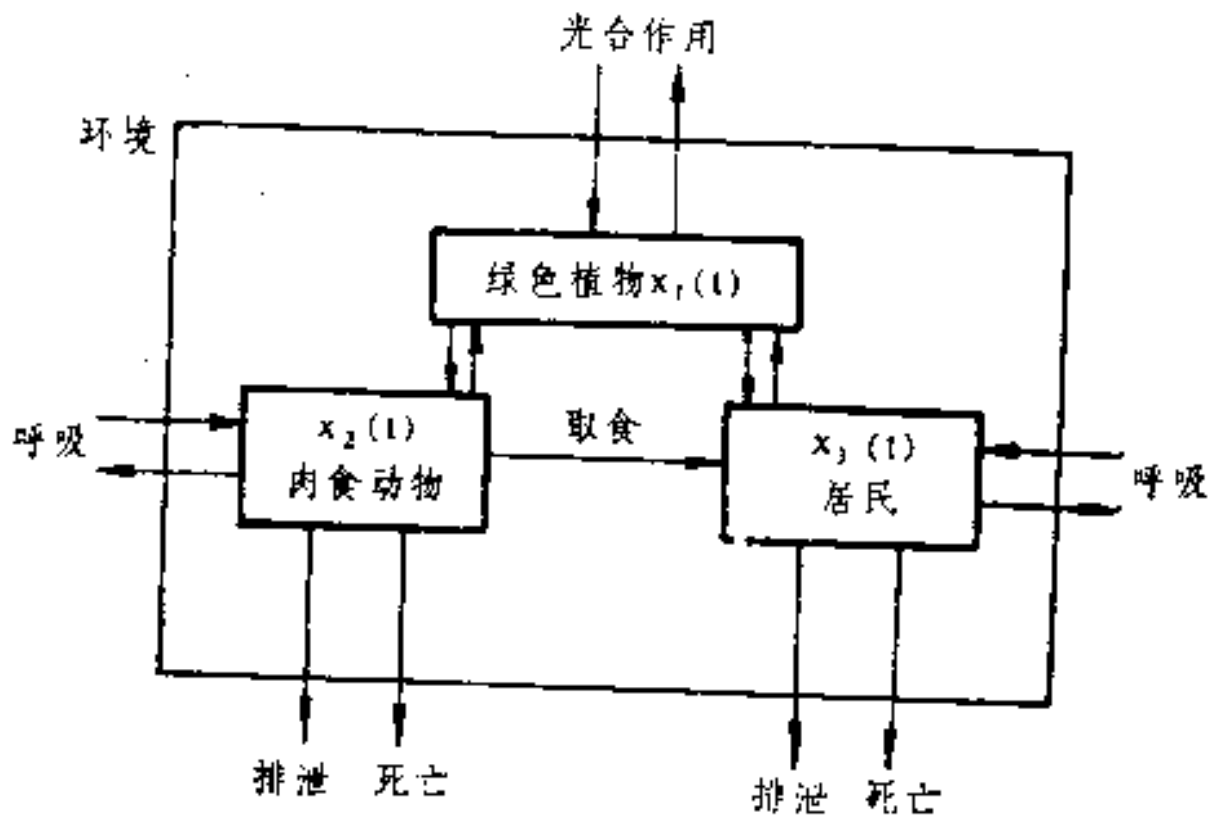 光合作用
环境
绿色植物x₁(t)
x₂(t)
肉食动物
取食
x₃(t)
居民
呼吸
呼吸
排泄
死亡
排泄
死亡